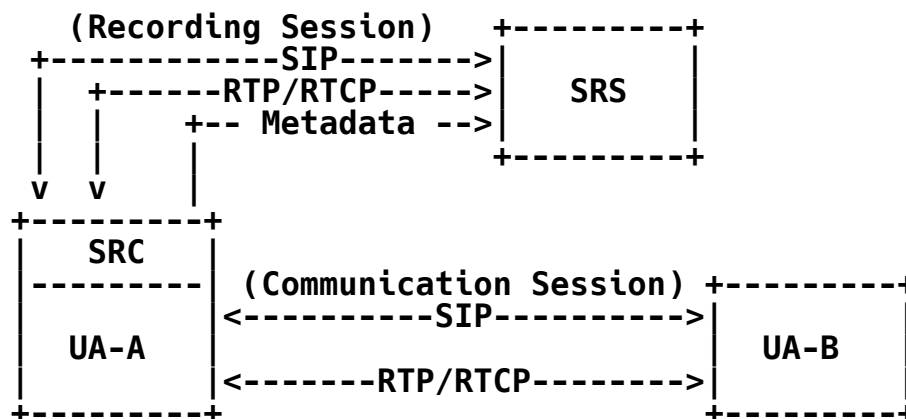 (Recording Session) +---------+
+------------SIP------->| |
| +------RTP/RTCP----->| SRS |
| | +-- Metadata -->| |
| | | +---------+
v v |
+---------+
| SRC |
|---------| (Communication Session) +---------+
| |<----------SIP---------->| |
| UA-A | | UA-B |
| |<-------RTP/RTCP-------->| |
+---------+ +---------+